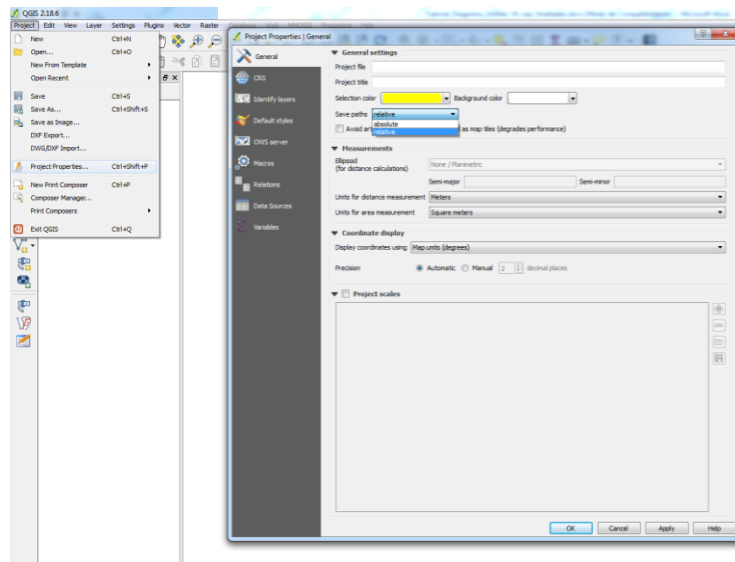 QGIS 2.18.6
Project Edit View Layer Settings Plugins Vector Raster Database Web MMQGIS Processing Help
New Ctrl+N
Open... Ctrl+O
New From Template
Open Recent
Save Ctrl+S
Save As... Ctrl+Shift+S
Save as Image...
DXF Export...
DWG/DXF Import...
Project Properties... Ctrl+Shift+P
New Print Composer Ctrl+P
Composer Manager...
Print Composers
Exit QGIS Ctrl+Q
Project Properties | General
General
CRS
Identify layers
Default styles
OWS server
Macros
Relations
Data Sources
Variables
General settings
Project file
Project title
Selection color Background color
Save paths relative
absolute
relative
Avoid ar as map tiles (degrades performance)
Measurements
Ellipsoid
(for distance calculations) None / Planimetric
Semi-major Semi-minor
Units for distance measurement Meters
Units for area measurement Square meters
Coordinate display
Display coordinates using Map units (degrees)
Precision Automatic Manual 2 decimal places
Project scales
OK Cancel Apply Help